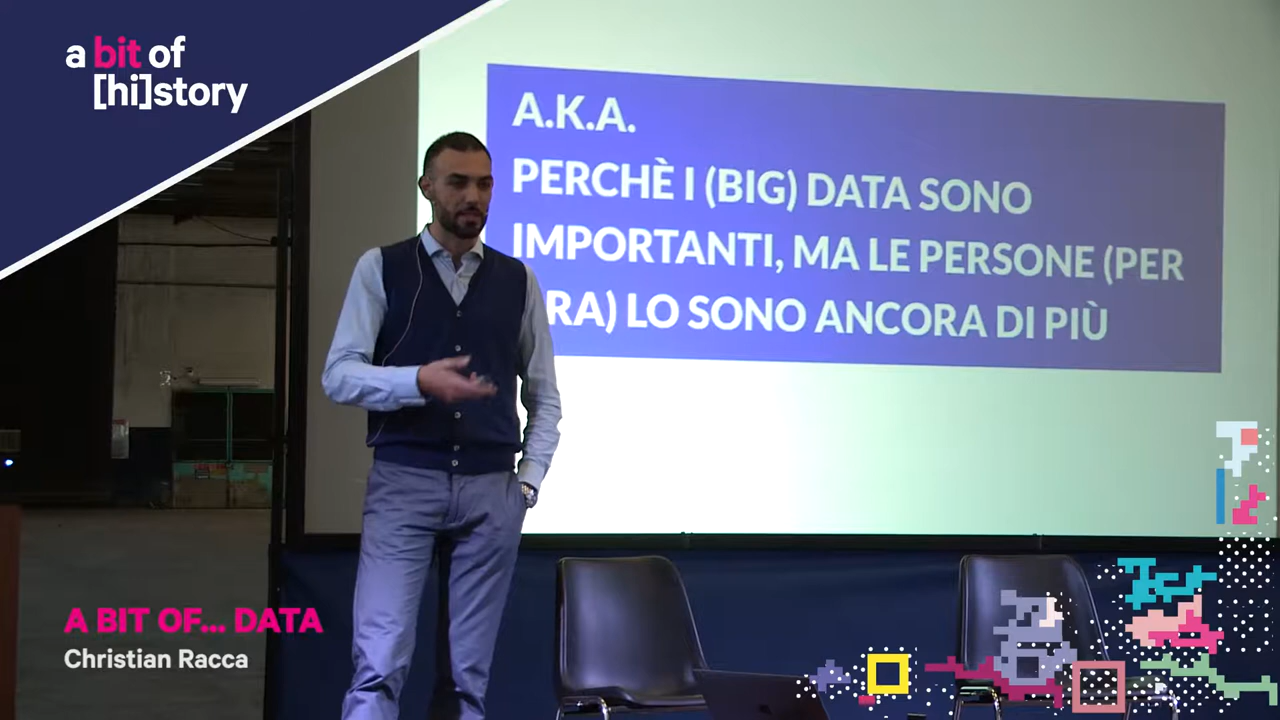 a bit of
[hi]story
A.K.A.
PERCHÈ I (BIG) DATA SONO
IMPORTANTI, MA LE PERSONE (PER
RA) LO SONO ANCORA DI PIÙ
A BIT OF... DATA
Christian Racca